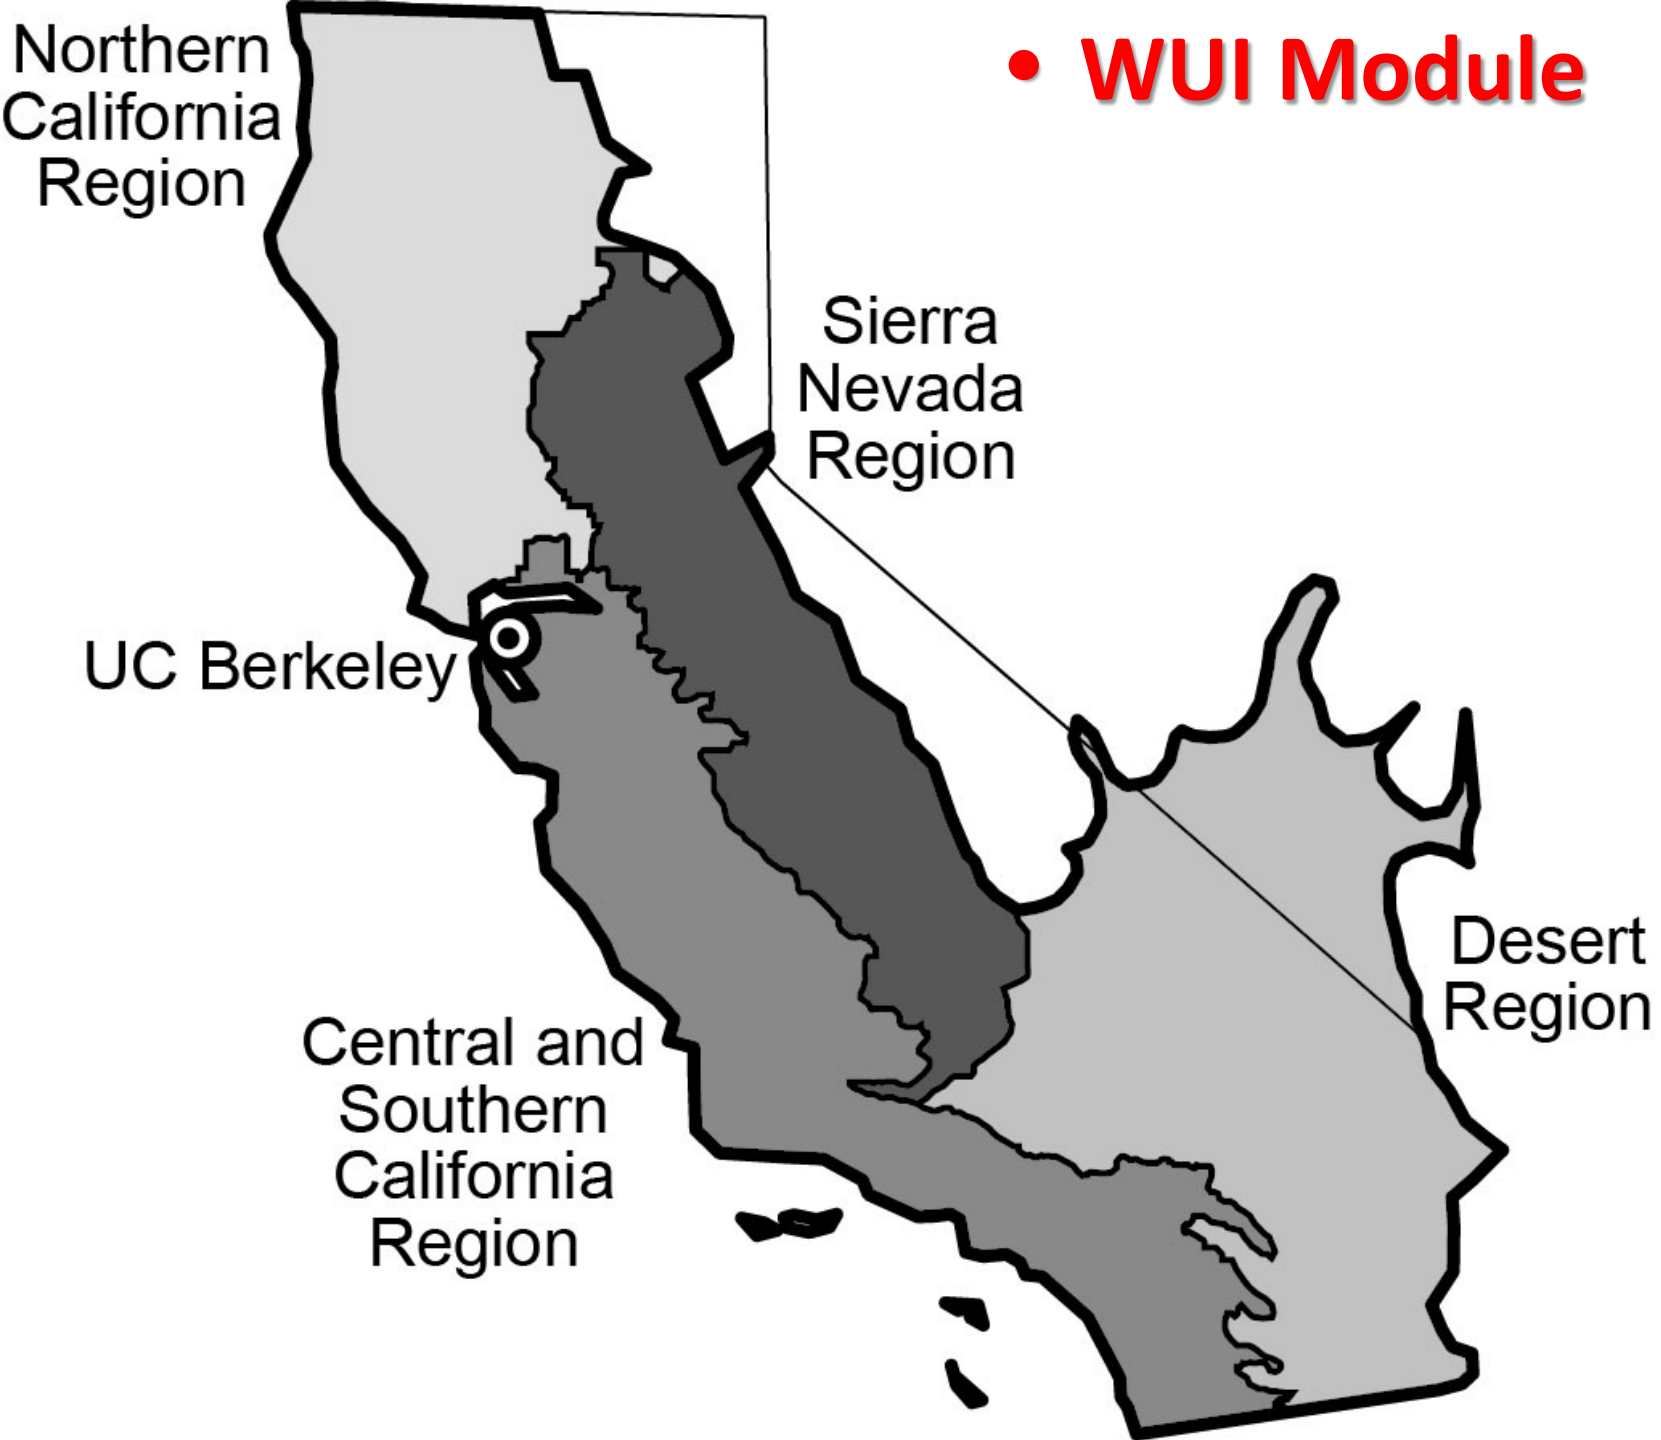 Northern
California
Region
• WUI Module
Sierra
Nevada
Region
UC Berkeley
Desert
Region
Central and
Southern
California
Region